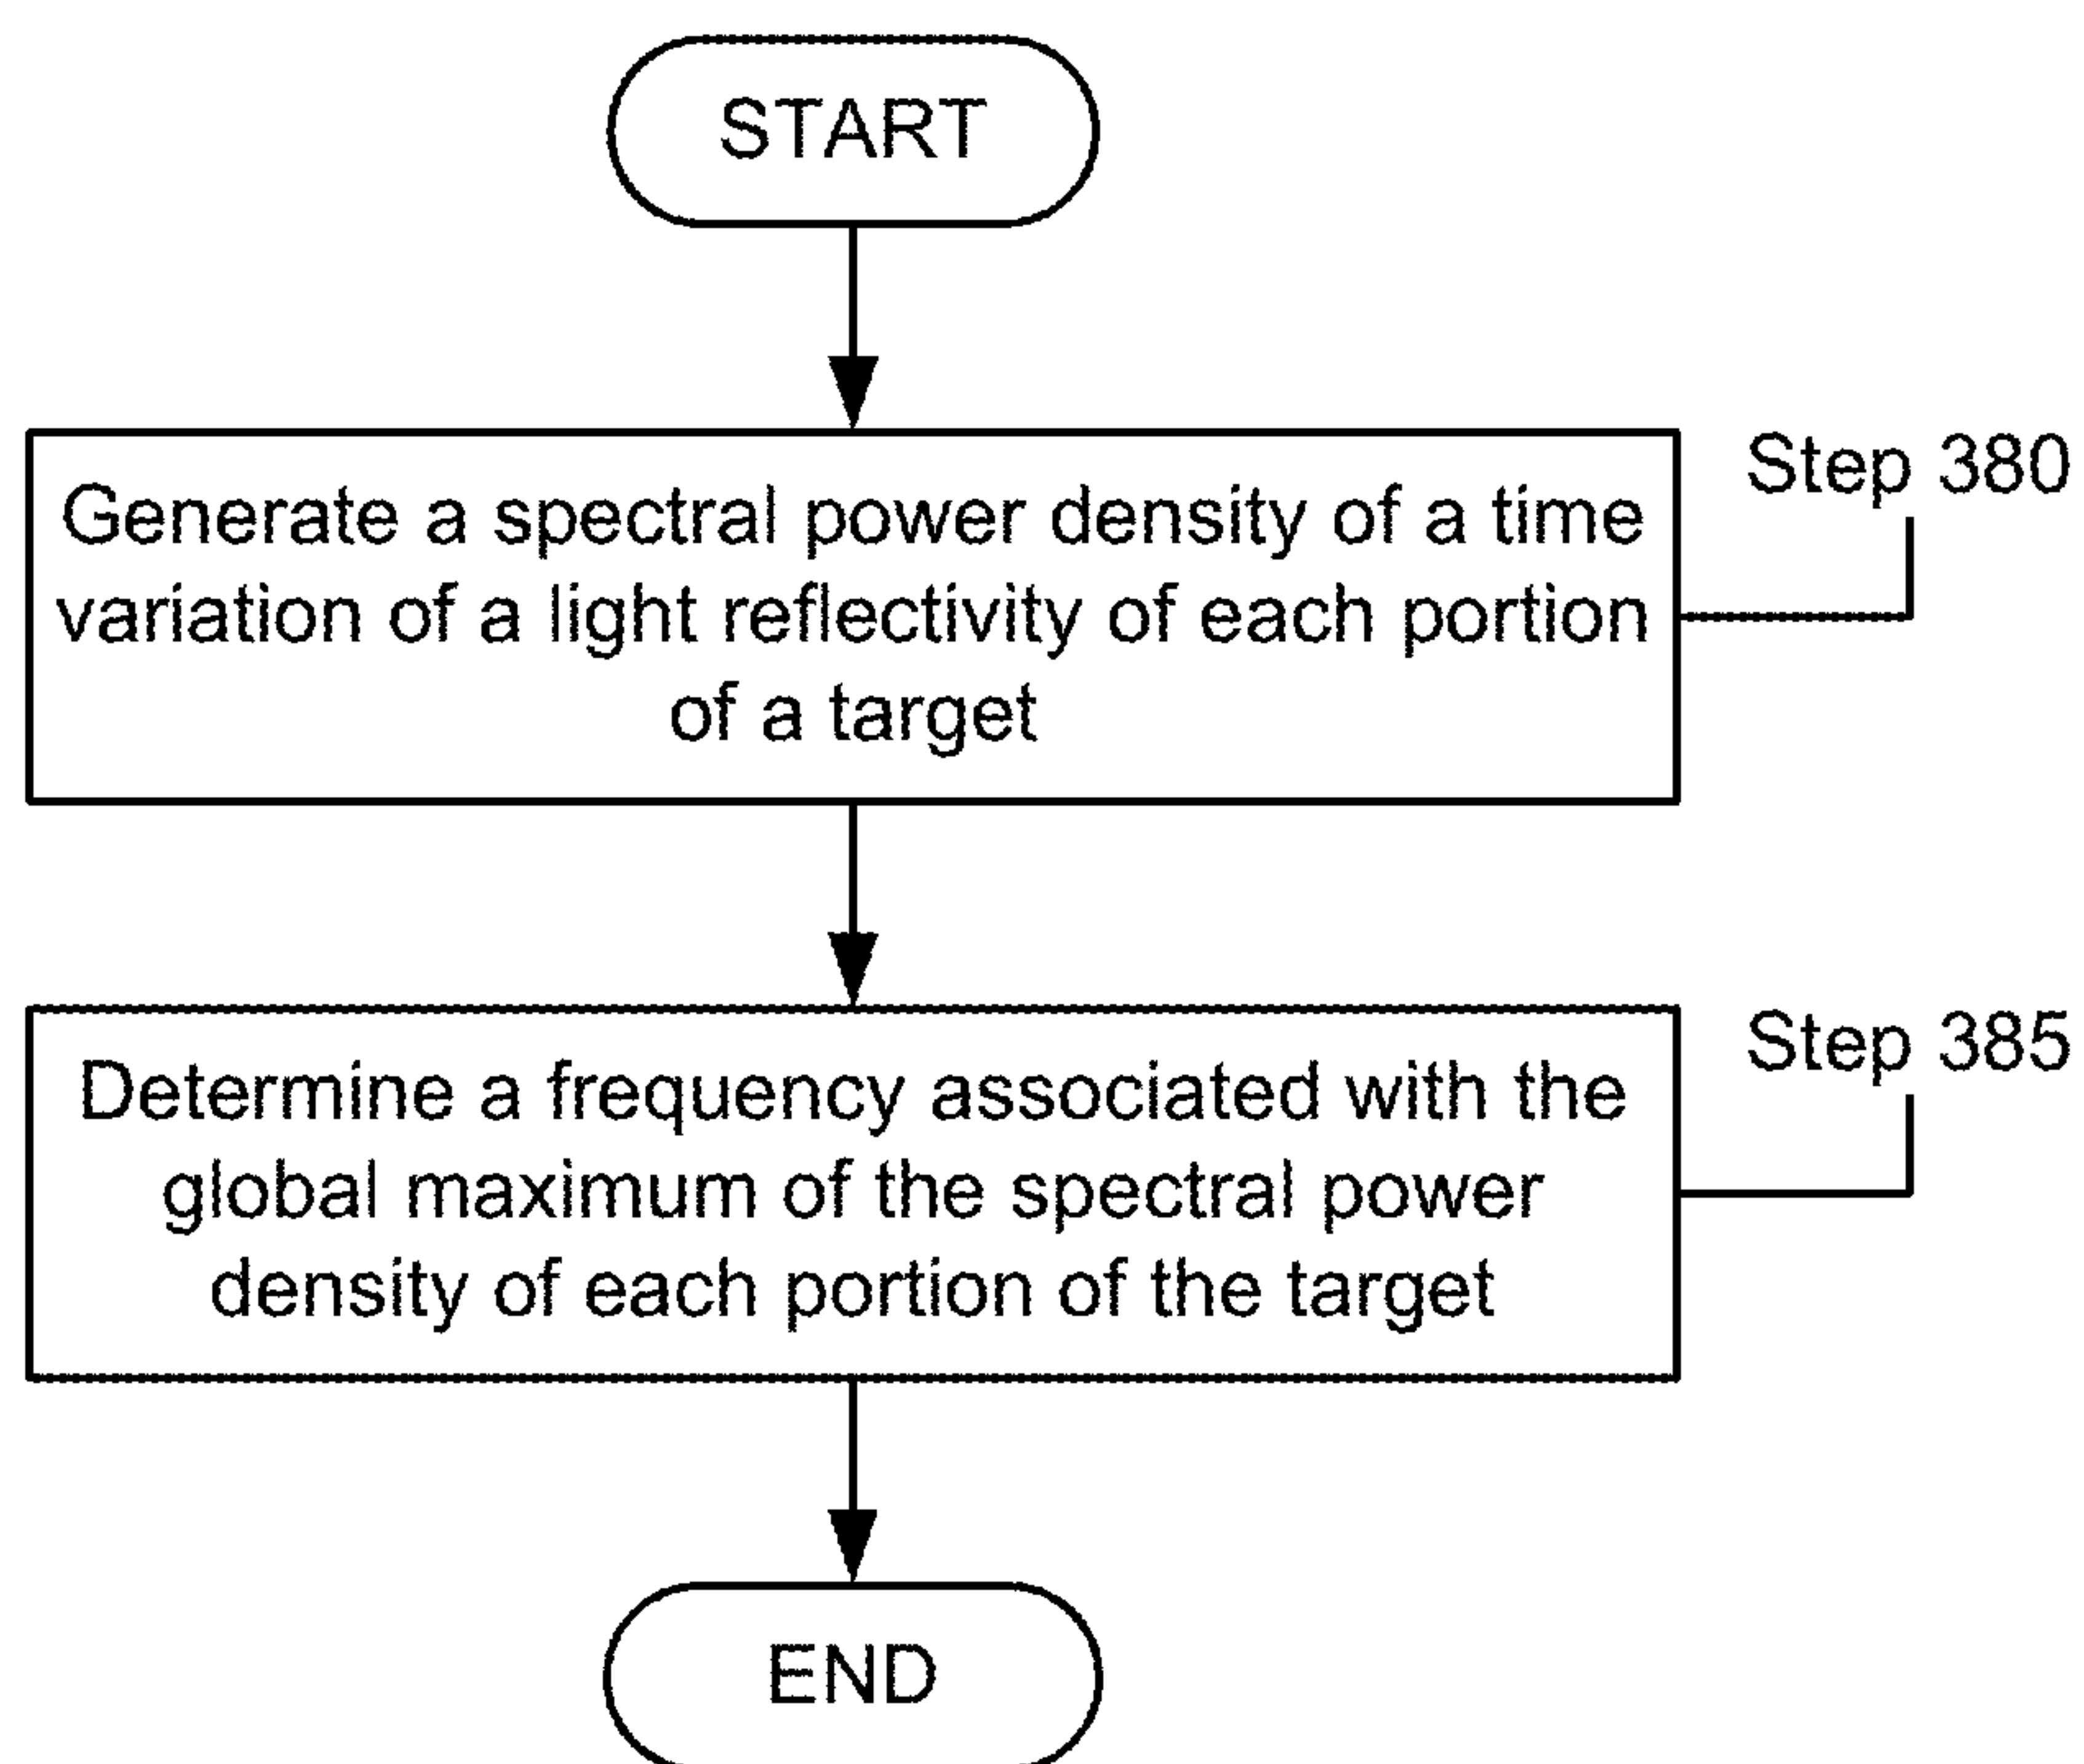 START
Step 380
Generate a spectral power density of a time
variation of a light reflectivity of each portion
of a target
Step 385
Determine a frequency associated with the
global maximum of the spectral power
density of each portion of the target
END